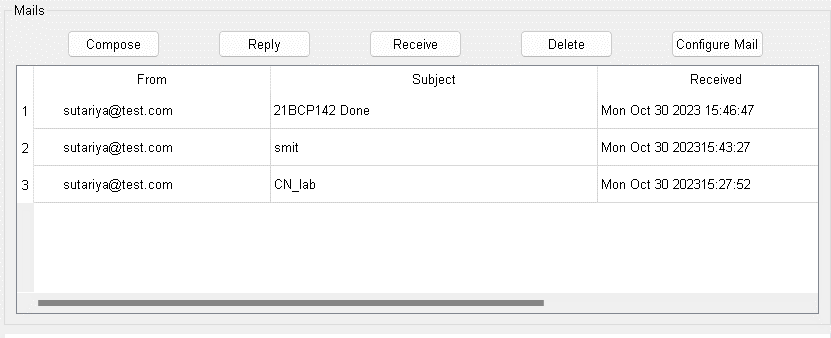 Mails
Compose Reply Receive Delete Configure Mail
From Subject Received
1 sutariya@test.com 21BCP142 Done Mon Oct 30 2023 15:46:47
2 sutariya@test.com smit Mon Oct 30 202315:43:27
3 sutariya@test.com CN_lab Mon Oct 30 202315:27:52